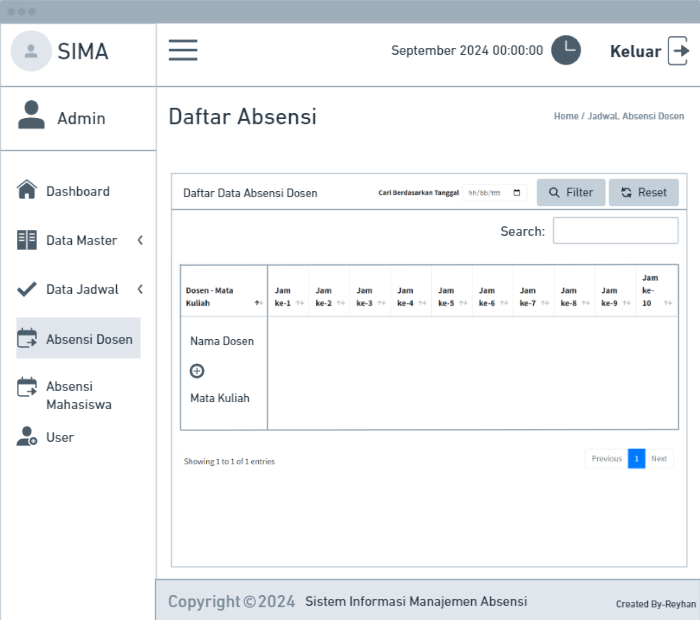 SIMA
September 2024 00:00:00
Keluar
Admin
Daftar Absensi
Home / JadwaL Absensi Dosen
Dashboard
Data Master
Data Jadwal
Absensi Dosen
Absensi
Mahasiswa
User
Daftar Data Absensi Dosen
Cari Berdasarkan Tanggal
hh/bb/tttt
Filter
Reset
Search:
Dosen - Mata
Kuliah
Jam
ke-1
Jam
ke-2
Jam
ke-3
Jam
ke-4
Jam
ke-5
Jam
ke-6
Jam
ke-7
Jam
ke-8
Jam
ke-9
Jam
ke-
10
Nama Dosen
Mata Kuliah
Showing 1 to 1 of 1 entries
Previous 1 Next
Copyright©2024 Sistem Informasi Manajemen Absensi
Created By-Reyhan